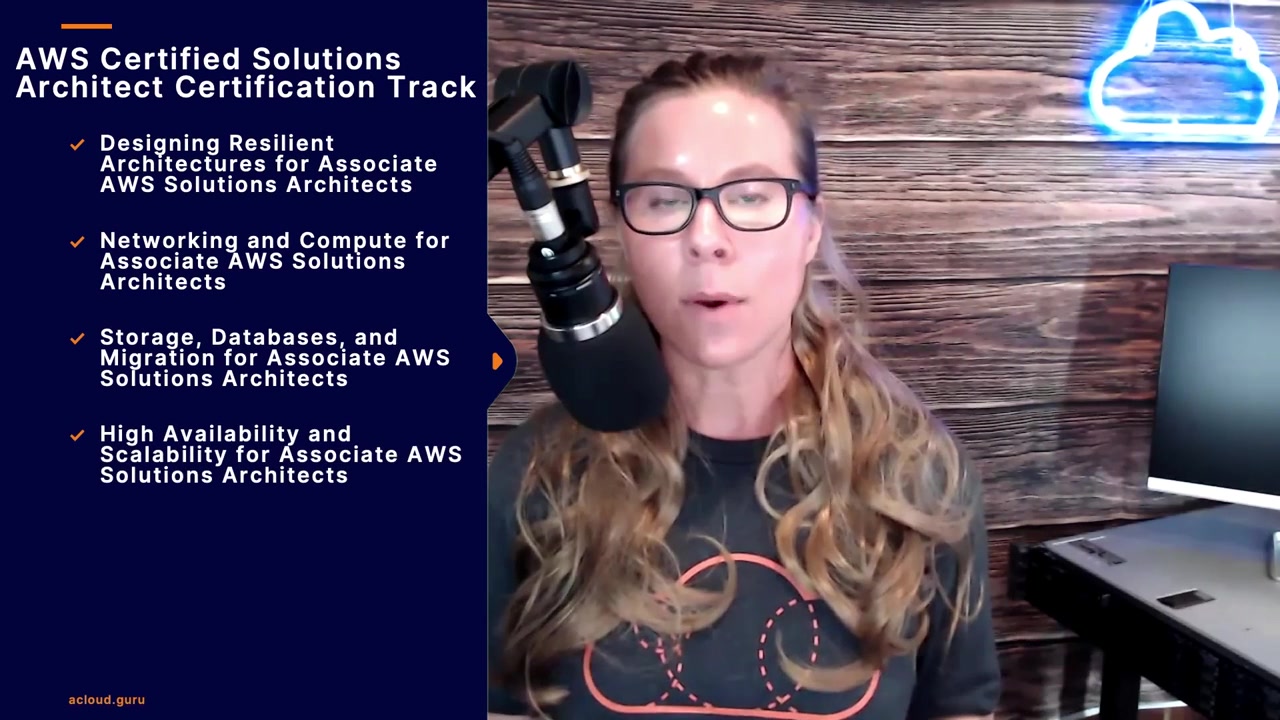 AWS Certified Solutions
Architect Certification Track
Designing Resilient
Architectures for Associate
AWS Solutions Architects
Networking and Compute for
Associate AWS Solutions
Architects
Storage, Databases, and
Migration for Associate AWS
Solutions Architects
High Availability and
Scalability for Associate AWS
Solutions Architects
acloud.guru